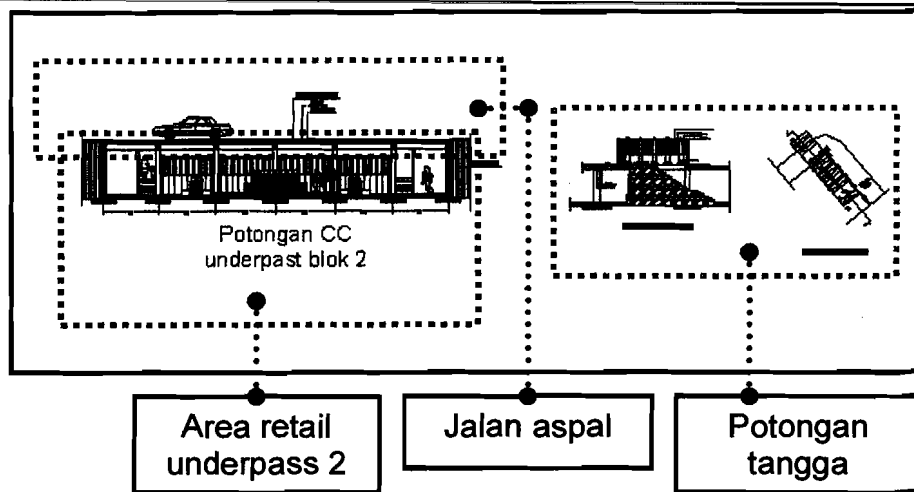 Potongan CC
underpast blok 2
Area retail
underpass 2
Jalan aspal
Potongan
tangga